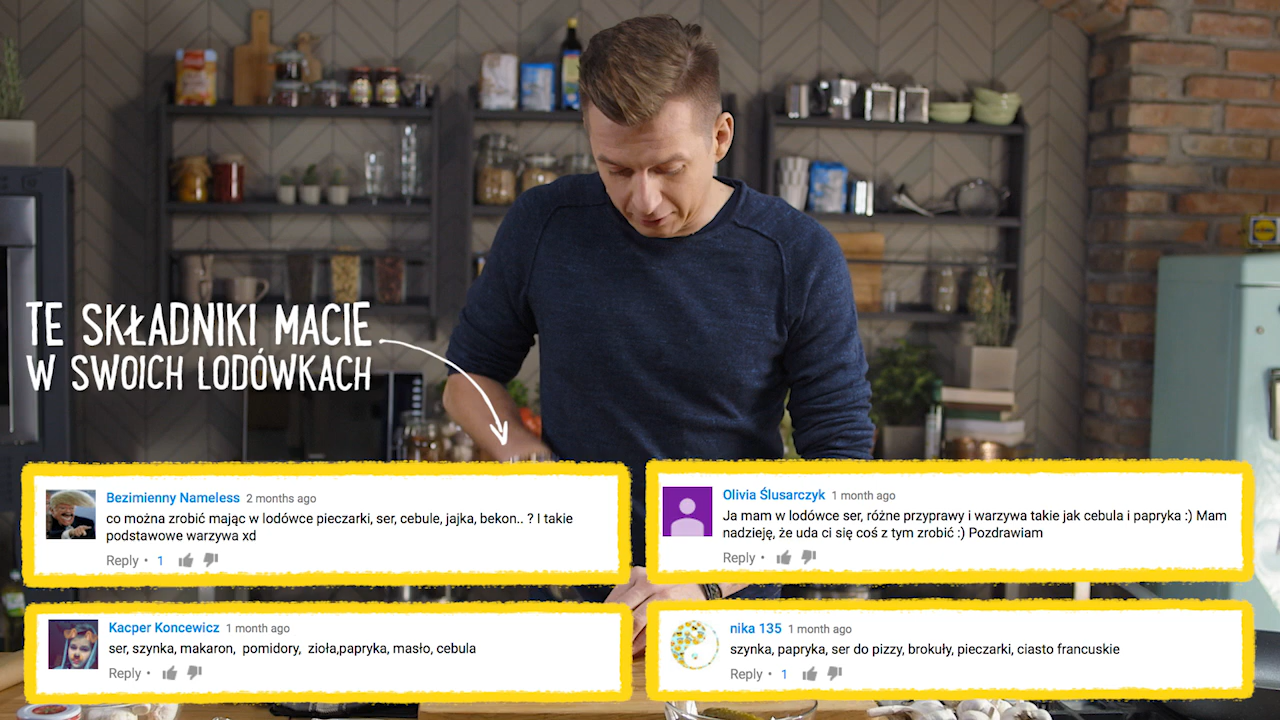 TE SKŁADNIKI MACIE
W SWOICH LODÓWKACH
Bezimienny Nameless 2 months ago
co można zrobić mając w lodówce pieczarki, ser, cebule, jajka, bekon.. ? I takie
podstawowe warzywa xd
Reply • 1
Olivia Ślusarczyk 1 month ago
Ja mam w lodówce ser, różne przyprawy i warzywa takie jak cebula i papryka :) Mam
nadzieję, że uda ci się coś z tym zrobić :) Pozdrawiam
Reply •
Kacper Koncewicz 1 month ago
ser, szynka, makaron, pomidory, zioła,papryka, masło, cebula
Reply •
nika 135 1 month ago
szynka, papryka, ser do pizzy, brokuły, pieczarki, ciasto francuskie
Reply • 1